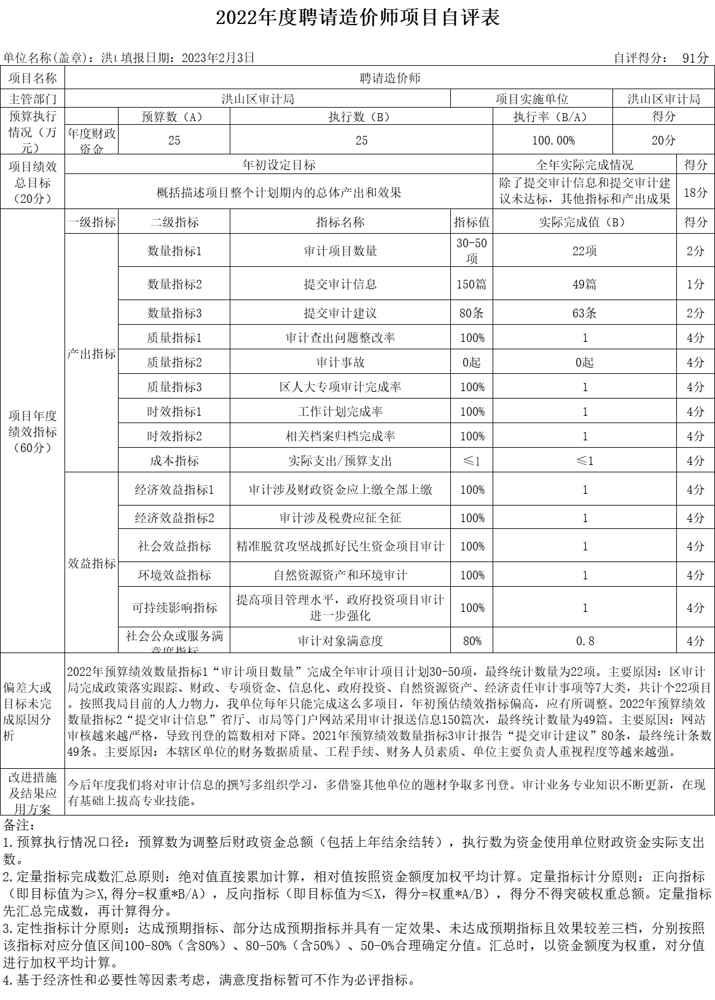 2022年度聘请造价师项目自评表
单位名称(盖章)：洪 填报日期：2023年2月3日 自评得分： 91分
项目名称 聘请造价师
主管部门 洪山区审计局 项目实施单位 洪山区审计局
预算执行
情况（万
元）
预算数（A） 执行数（B） 执行率（B/A） 得分
年度财政
资金
25 25 100.00% 20分
项目绩效
总目标
（20分）
年初设定目标 全年实际完成情况 得分
概括描述项目整个计划期内的总体产出和效果
除了提交审计信息和提交审计建
议未达标，其他指标和产出成果
18分
项目年度
绩效指标
（60分）
一级指标 二级指标 指标名称 指标值 实际完成值（B） 得分
产出指标
数量指标1 审计项目数量 30-50
项
22项 2分
数量指标2 提交审计信息 150篇 49篇 1分
数量指标3 提交审计建议 80条 63条 2分
质量指标1 审计查出问题整改率 100% 1 4分
质量指标2 审计事故 0起 0起 4分
质量指标3 区人大专项审计完成率 100% 1 4分
时效指标1 工作计划完成率 100% 1 4分
时效指标2 相关档案归档完成率 100% 1 4分
成本指标 实际支出/预算支出 ≤1 ≤1 4分
效益指标
经济效益指标1 审计涉及财政资金应上缴全部上缴 100% 1 4分
经济效益指标2 审计涉及税费应征全征 100% 1 4分
社会效益指标 精准脱贫攻坚战抓好民生资金项目审计 100% 1 4分
环境效益指标 自然资源资产和环境审计 100% 1 4分
可持续影响指标
提高项目管理水平，政府投资项目审计
进一步强化
100% 1 4分
社会公众或服务满
意度指标
审计对象满意度 80% 0.8 4分
偏差大或
目标未完
成原因分
析
2022年预算绩效数量指标1“审计项目数量”完成全年审计项目计划30-50项，最终统计数量为22项。主要原因：区审计
局完成政策落实跟踪、财政、专项资金、信息化、政府投资、自然资源资产、经济责任审计事项等7大类，共计个22项目
。按照我局目前的人力物力，我单位每年只能完成这么多项目，年初预估绩效指标偏高，应有所调整。2022年预算绩效
数量指标2“提交审计信息”省厅、市局等门户网站采用审计报送信息150篇次，最终统计数量为49篇。主要原因：网站
审核越来越严格，导致刊登的篇数相对下降。2021年预算绩效数量指标3审计报告“提交审计建议”80条，最终统计条数
49条。主要原因：本辖区单位的财务数据质量、工程手续、财务人员素质、单位主要负责人重视程度等越来越强。
改进措施
及结果应
用方案
今后年度我们将对审计信息的撰写多组织学习，多借鉴其他单位的题材争取多刊登。审计业务专业知识不断更新，在现
有基础上拔高专业技能。
备注：
1.预算执行情况口径：预算数为调整后财政资金总额（包括上年结余结转），执行数为资金使用单位财政资金实际支出
数。
2.定量指标完成数汇总原则：绝对值直接累加计算，相对值按照资金额度加权平均计算。定量指标计分原则：正向指标
（即目标值为≥X,得分=权重*B/A），反向指标（即目标值为≤X，得分=权重*A/B），得分不得突破权重总额。定量指标
先汇总完成数，再计算得分。
3.定性指标计分原则：达成预期指标、部分达成预期指标并具有一定效果、未达成预期指标且效果较差三档，分别按照
该指标对应分值区间100-80%（含80%）、80-50%（含50%）、50-0%合理确定分值。汇总时，以资金额度为权重，对分值
进行加权平均计算。
4.基于经济性和必要性等因素考虑，满意度指标暂可不作为必评指标。